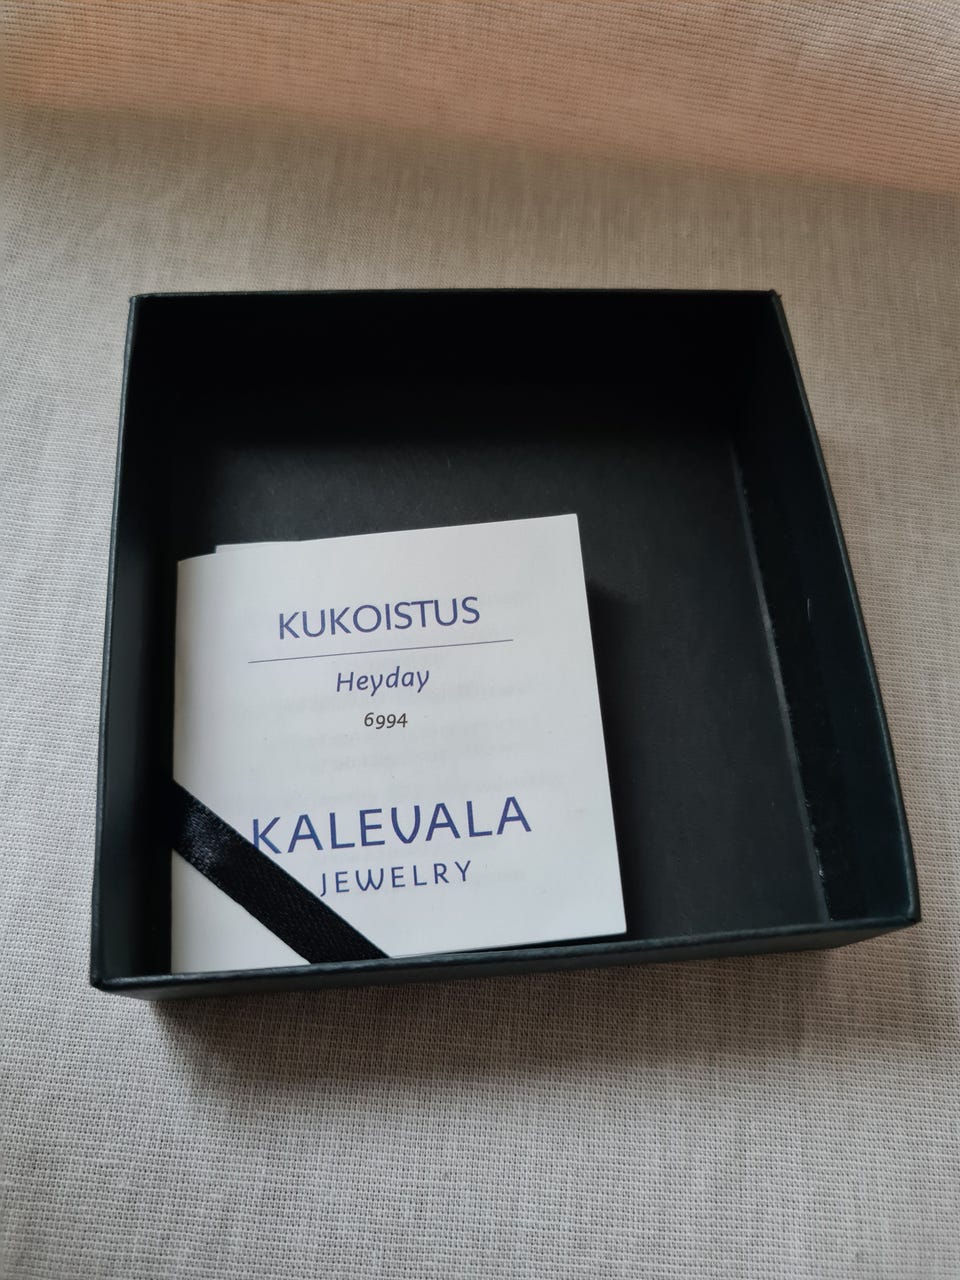 KUKOISTUS
Heyday
6994
KALEVALA
JEWELRY